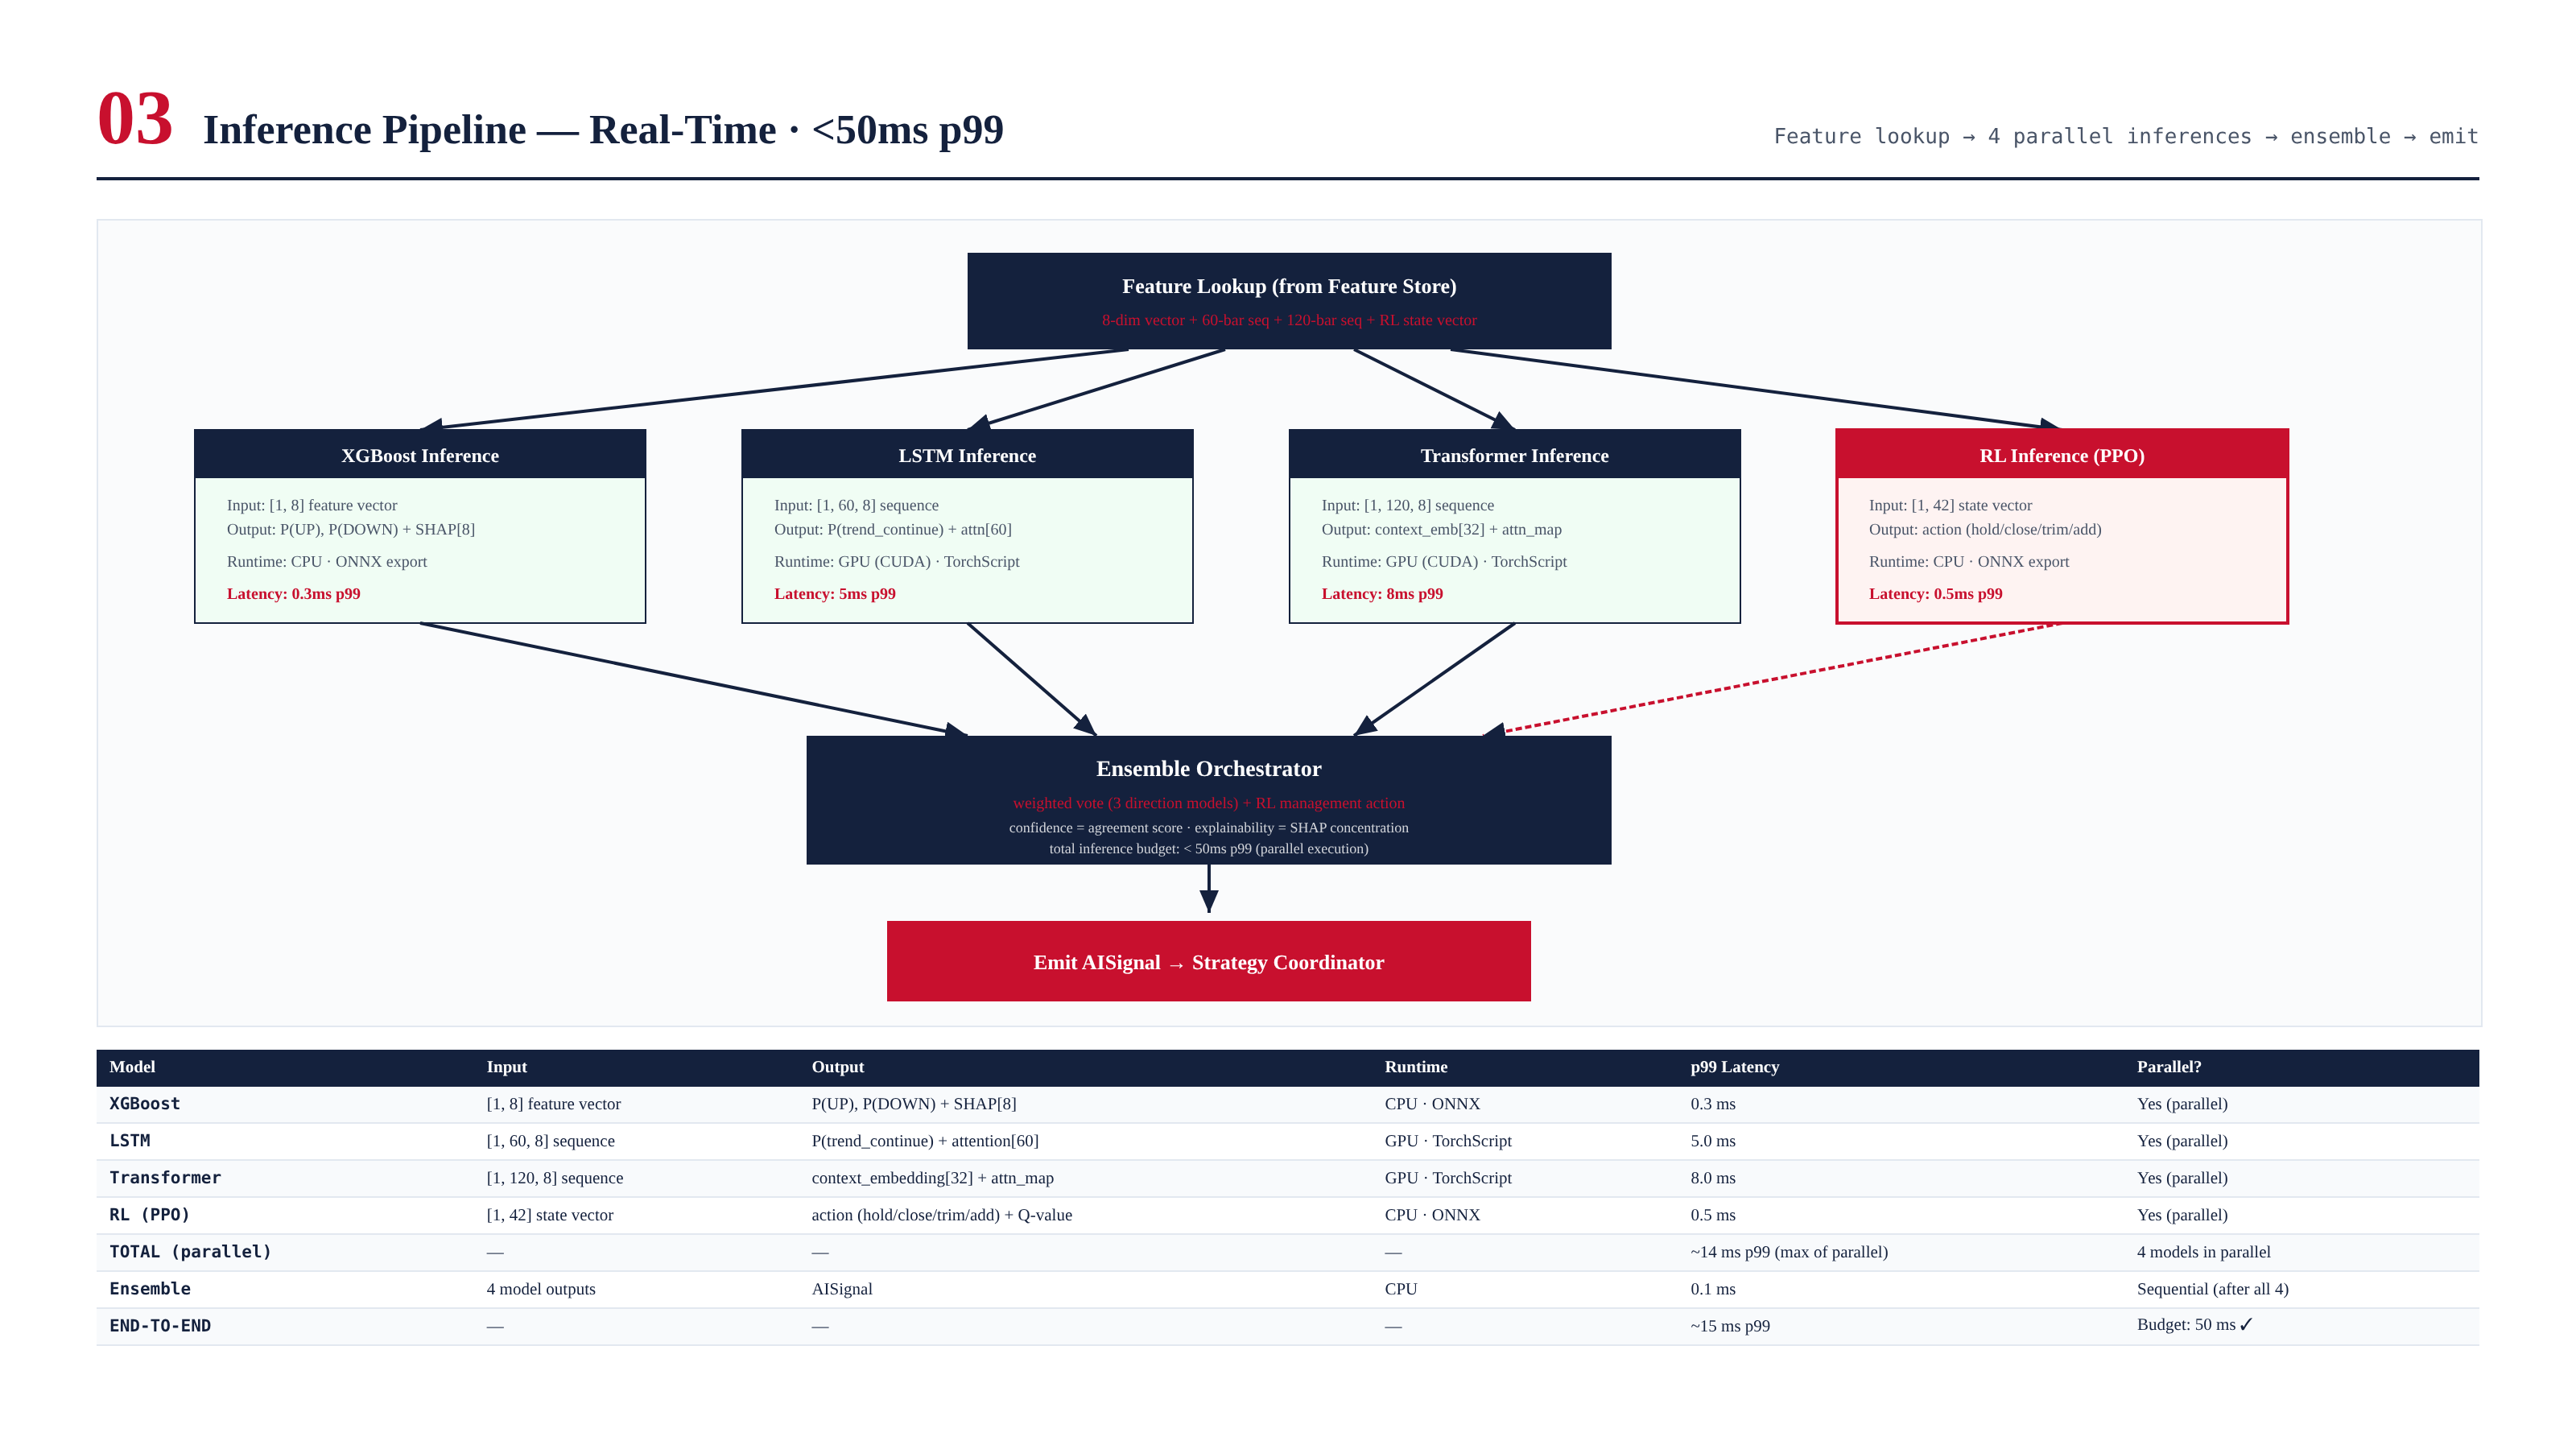 03 Inference Pipeline — Real-Time · <50ms p99
Feature lookup → 4 parallel inferences → ensemble → emit
Feature Lookup (from Feature Store)
8-dim vector + 60-bar seq + 120-bar seq + RL state vector
XGBoost Inference
Input: [1, 8] feature vector
Output: P(UP), P(DOWN) + SHAP[8]
Runtime: CPU · ONNX export
Latency: 0.3ms p99
LSTM Inference
Input: [1, 60, 8] sequence
Output: P(trend_continue) + attn[60]
Runtime: GPU (CUDA) · TorchScript
Latency: 5ms p99
Transformer Inference
Input: [1, 120, 8] sequence
Output: context_emb[32] + attn_map
Runtime: GPU (CUDA) · TorchScript
Latency: 8ms p99
RL Inference (PPO)
Input: [1, 42] state vector
Output: action (hold/close/trim/add)
Runtime: CPU · ONNX export
Latency: 0.5ms p99
Ensemble Orchestrator
weighted vote (3 direction models) + RL management action
confidence = agreement score · explainability = SHAP concentration
total inference budget: < 50ms p99 (parallel execution)
Emit AISignal → Strategy Coordinator
Model Input Output Runtime p99 Latency Parallel?
XGBoost [1, 8] feature vector P(UP), P(DOWN) + SHAP[8] CPU · ONNX 0.3 ms Yes (parallel)
LSTM [1, 60, 8] sequence P(trend_continue) + attention[60] GPU · TorchScript 5.0 ms Yes (parallel)
Transformer [1, 120, 8] sequence context_embedding[32] + attn_map GPU · TorchScript 8.0 ms Yes (parallel)
RL (PPO) [1, 42] state vector action (hold/close/trim/add) + Q-value CPU · ONNX 0.5 ms Yes (parallel)
TOTAL (parallel) — — — ~14 ms p99 (max of parallel) 4 models in parallel
Ensemble 4 model outputs AISignal CPU 0.1 ms Sequential (after all 4)
END-TO-END — — — ~15 ms p99 Budget: 50 ms ✓